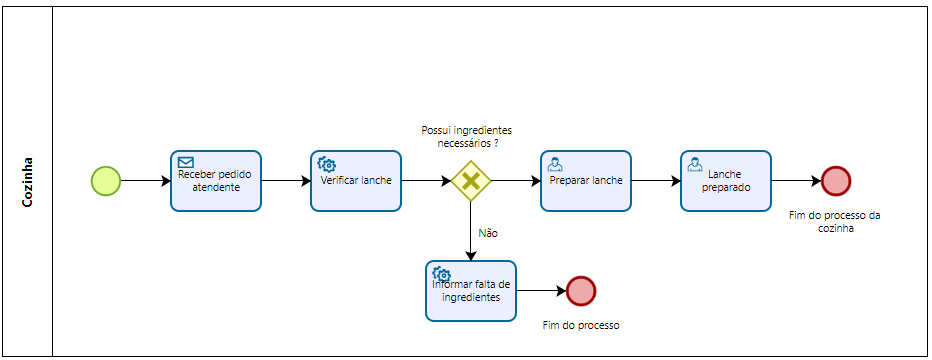 Cozinha
Possui ingredientes
necessários ?
Receber pedido
atendente
Verificar lanche
Preparar lanche
Lanche
preparado
Fim do processo da
cozinha
Não
Informar falta de
ingredientes
Fim do processo